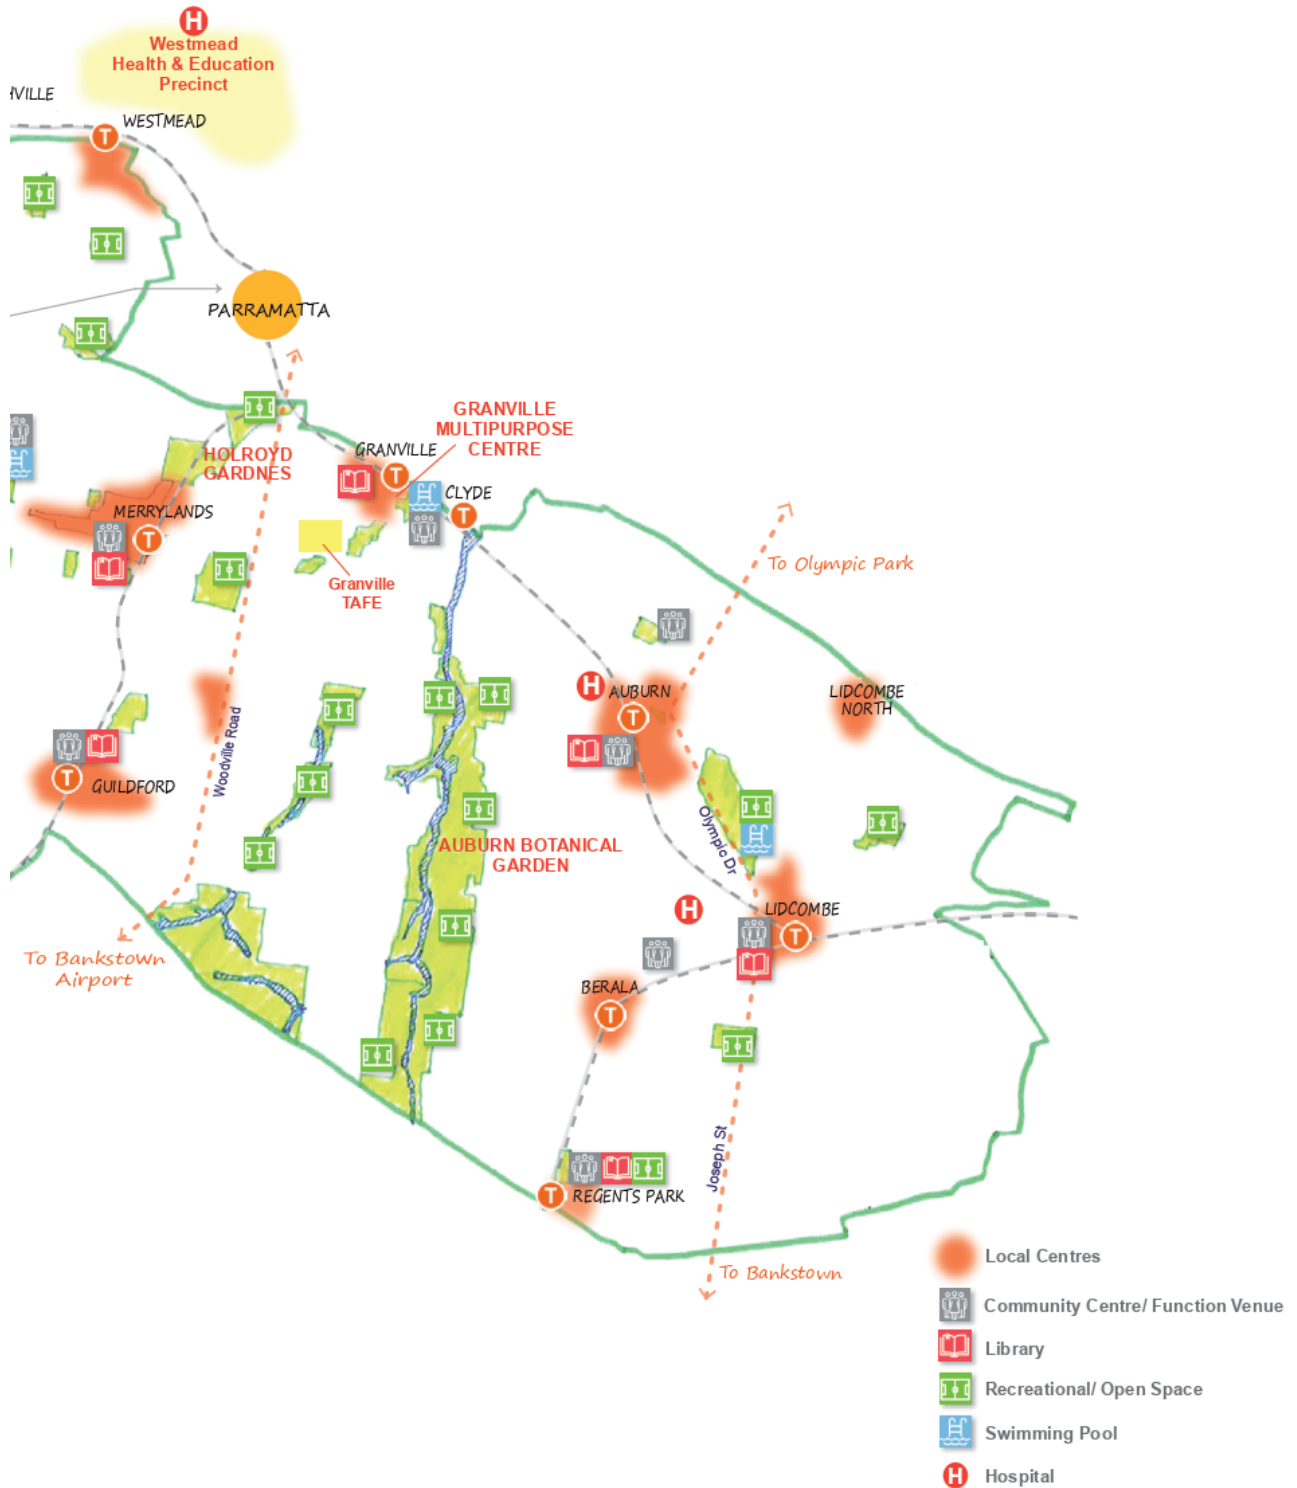 H
Westmead
Health & Education
Precinct
HVILLE
WESTMEAD
T
PARRAMATTA
GRANVILLE
MULTIPURPOSE
CENTRE
HOLROYD
GARDNES
GRANVILLE
T
CLYDE
T
MERRYLANDS
T
To Olympic Park
Granville
TAFE
H
AUBURN
T
LIDCOMBE
NORTH
Woodville Road
T
GUILDFORD
Olympic Dr
AUBURN BOTANICAL
GARDEN
H
LIDCOMBE
T
To Bankstown
Airport
BERALA
T
Joseph St
T
REGENTS PARK
To Bankstown
Local Centres
Community Centre/ Function Venue
Library
Recreational/ Open Space
Swimming Pool
H
Hospital